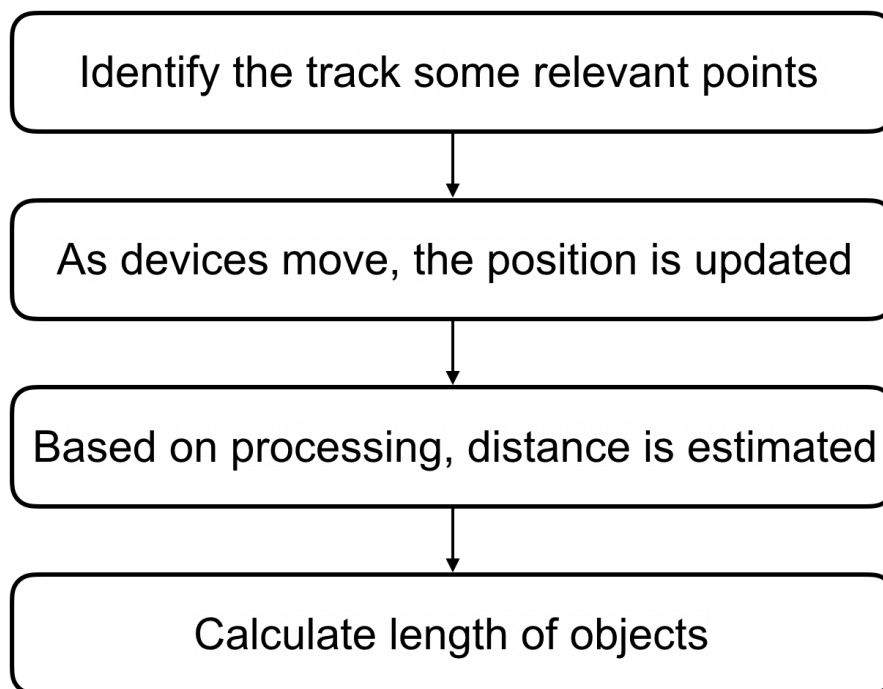 Identify the track some relevant points
As devices move, the position is updated
Based on processing, distance is estimated
Calculate length of objects